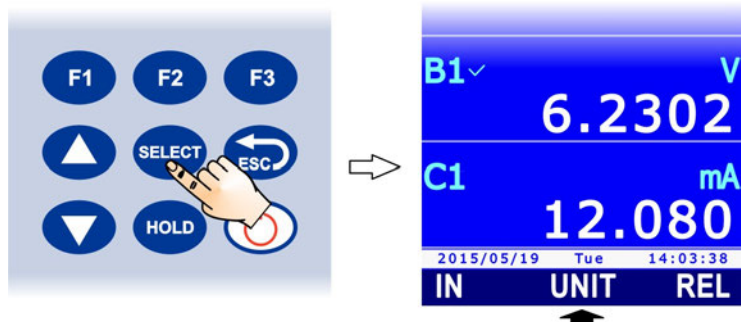 F1 F2 F3
SELECT ESC
HOLD
B1✓ V
6.2302
C1 mA
12.080
2015/05/19 Tue 14:03:38
IN UNIT REL